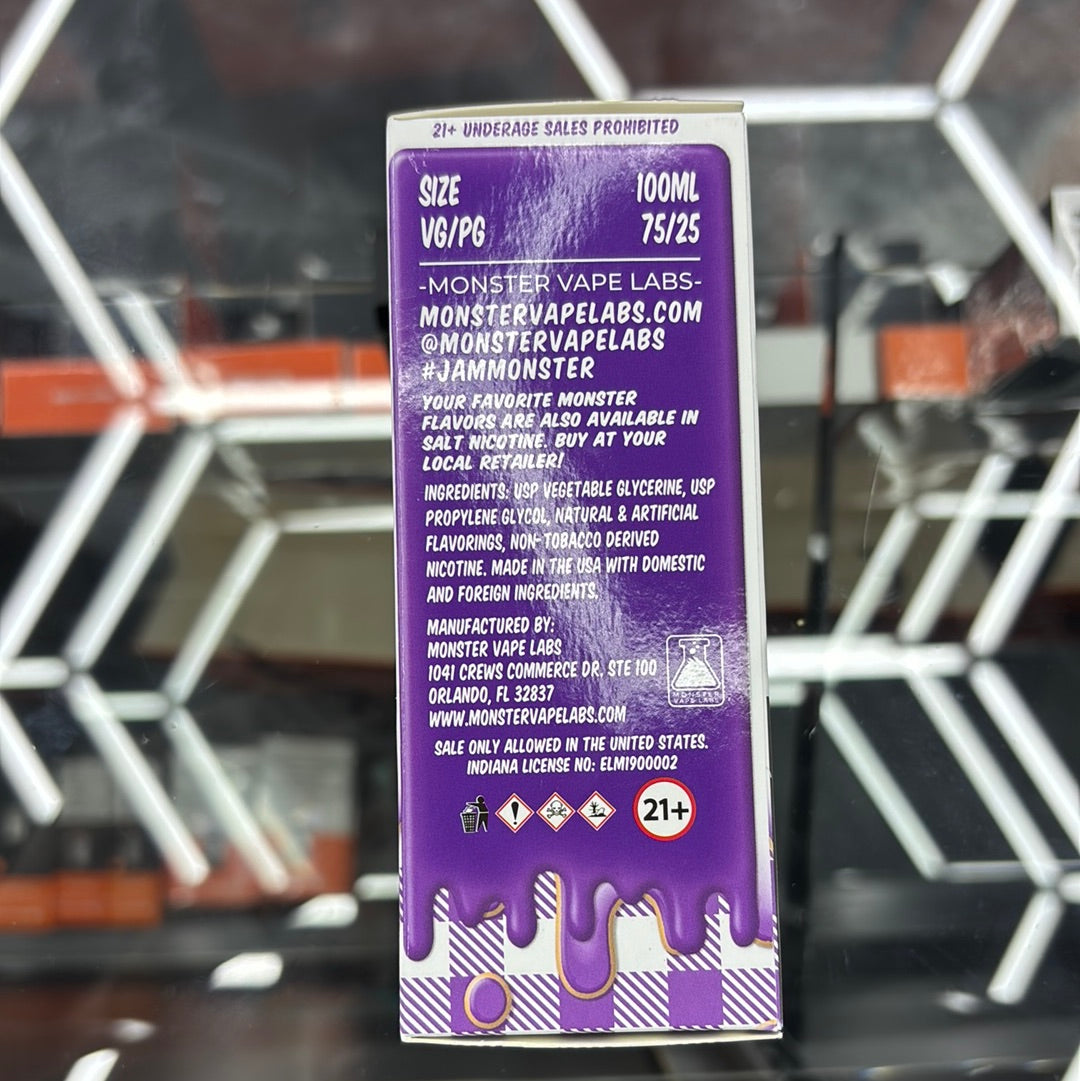 21+ UNDERAGE SALES PROHIBITED
SIZE 100ML
VG/PG 75/25
-MONSTER VAPE LABS-
MONSTERVAPELABS.COM
@MONSTERVAPELABS
#JAMMONSTER
YOUR FAVORITE MONSTER
FLAVORS ARE ALSO AVAILABLE IN
SALT NICOTINE. BUY AT YOUR
LOCAL RETAILER!
INGREDIENTS: USP VEGETABLE GLYCERINE, USP
PROPYLENE GLYCOL, NATURAL & ARTIFICIAL
FLAVORINGS, NON-TOBACCO DERIVED
NICOTINE. MADE IN THE USA WITH DOMESTIC
AND FOREIGN INGREDIENTS.
MANUFACTURED BY:
MONSTER VAPE LABS
1041 CREWS COMMERCE DR. STE 100
ORLANDO, FL 32837
WWW.MONSTERVAPELABS.COM
MONSTER
VAPE LABS
SALE ONLY ALLOWED IN THE UNITED STATES.
INDIANA LICENSE NO: ELM1900002
21+